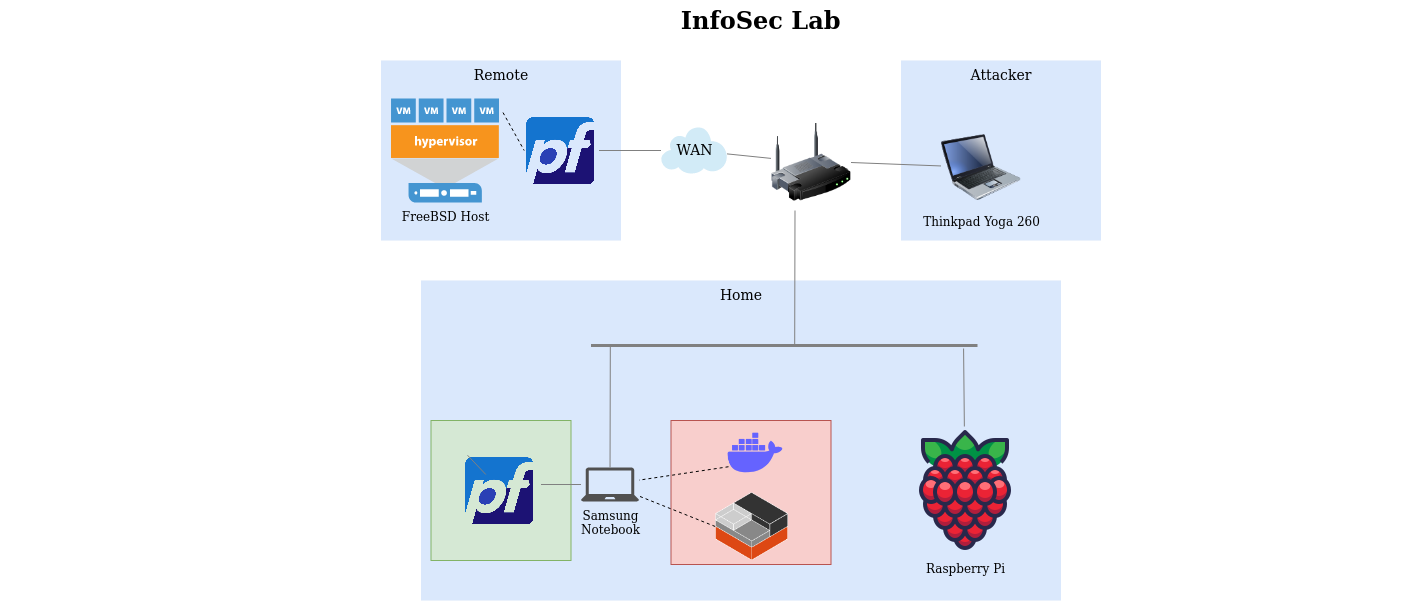 InfoSec Lab
Remote
Attacker
VM VM VM VM
hypervisor
pf
WAN
FreeBSD Host
Thinkpad Yoga 260
Home
pf
Samsung
Notebook
Raspberry Pi